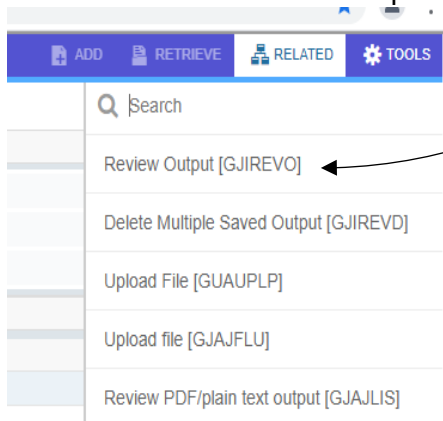 ADD RETRIEVE RELATED TOOLS
Search
Review Output [GJIREVO]
Delete Multiple Saved Output [GJIREVD]
Upload File [GUAUPLP]
Upload file [GJAJFLU]
Review PDF/plain text output [GJAJLIS]